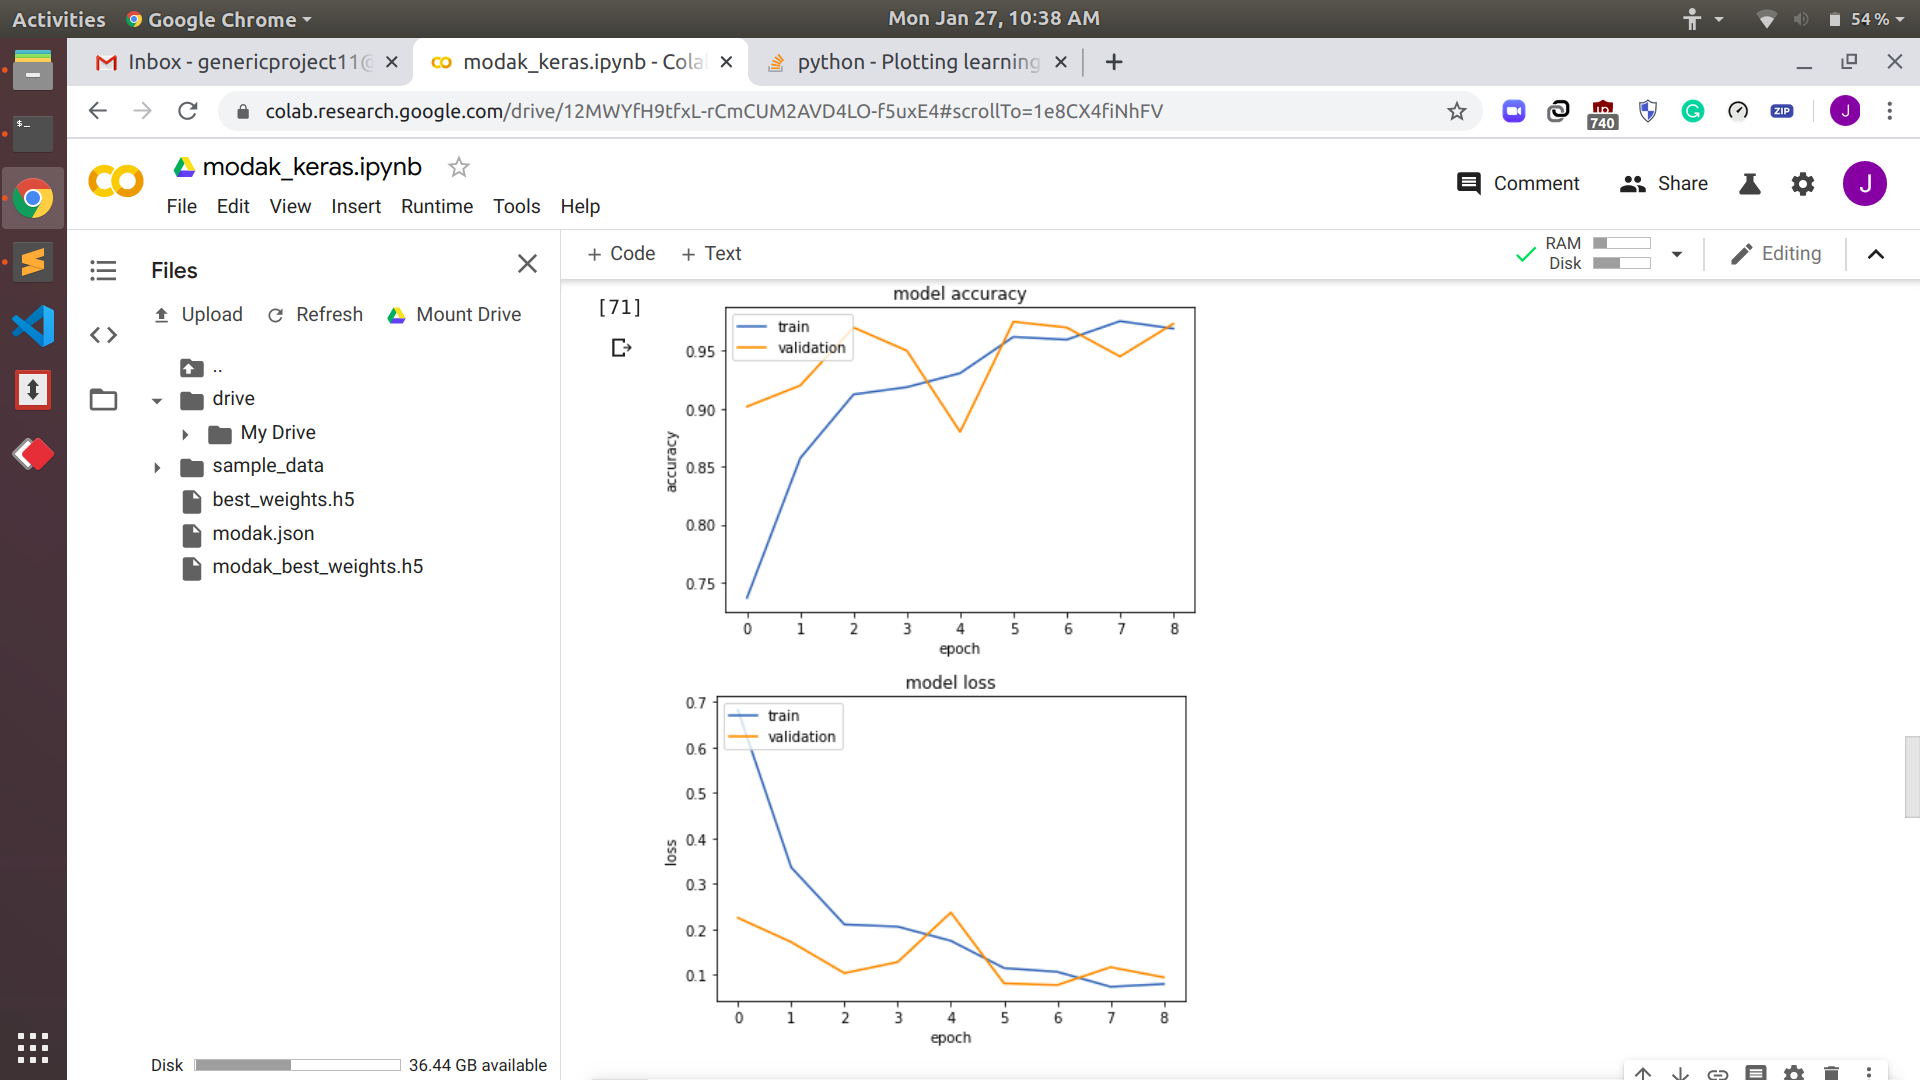 Activities Google Chrome Mon Jan 27, 10:38 AM 54 %
Inbox - genericproject11@ modak_keras.ipynb - Cola python - Plotting learning
colab.research.google.com/drive/12MWYfH9tfxL-rCmCUM2AVD4LO-f5uxE4#scrollTo=1e8CX4fiNhFV 740 ZIP J
modak_keras.ipynb
File Edit View Insert Runtime Tools Help
Comment Share J
Files
Upload Refresh Mount Drive
..
drive
My Drive
sample_data
best_weights.h5
modak.json
modak_best_weights.h5
Disk 36.44 GB available
+ Code + Text
RAM
Disk
Editing
[71]
model accuracy
train
validation
0.95
0.90
0.85
0.80
0.75
accuracy
0 1 2 3 4 5 6 7 8
epoch
model loss
train
validation
0.7
0.6
0.5
0.4
0.3
0.2
0.1
loss
0 1 2 3 4 5 6 7 8
epoch